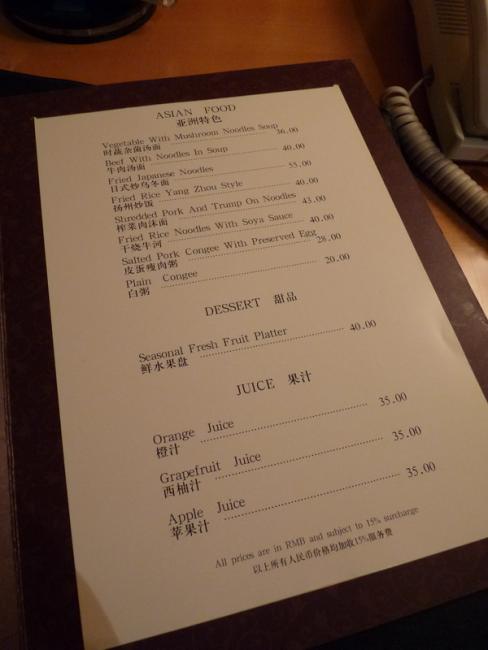 ASIAN FOOD
亚洲特色
Vegetable With Mushroom Noodles Soup 36.00
时蔬杂菌汤面
Beef With Noodles In Soup 40.00
牛肉汤面
Fried Japanese Noodles 55.00
日式炒乌冬面
Fried Rice Yang Zhou Style 40.00
扬州炒饭
Shredded Pork And Trump On Noodles 43.00
榨菜肉沫面
Fried Rice Noodles With Soya Sauce 40.00
干烧牛河
Salted Pork Congee With Preserved Egg 28.00
皮蛋瘦肉粥
Plain Congee 20.00
白粥
DESSERT 甜品
Seasonal Fresh Fruit Platter 40.00
鲜水果盘
JUICE 果汁
Orange Juice 35.00
橙汁
Grapefruit Juice 35.00
西柚汁
Apple Juice 35.00
苹果汁
All prices are in RMB and subject to 15% surcharge
以上所有人民币价格均加收15%服务费